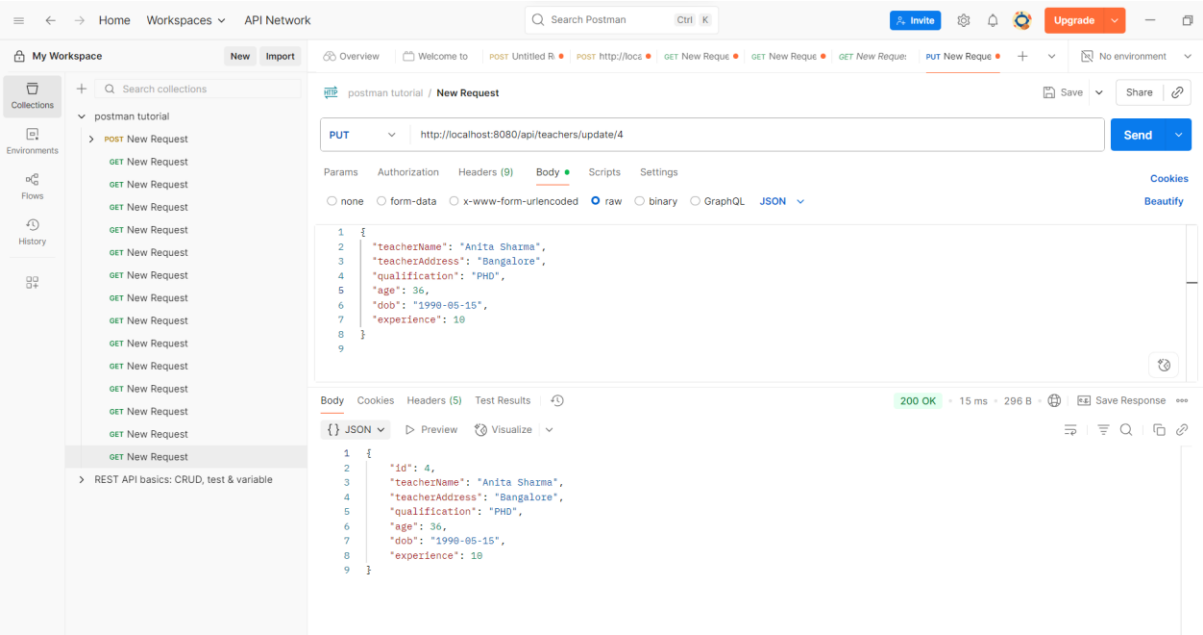 Home Workspaces API Network Search Postman Ctrl K Invite Upgrade
My Workspace New Import Overview Welcome to POST Untitled R POST http://loca GET New Reque GET New Reque GET New Reque PUT New Reque No environment
Collections
Environments
Flows
History
Search collections
postman tutorial
POST New Request
GET New Request
GET New Request
GET New Request
GET New Request
GET New Request
GET New Request
GET New Request
GET New Request
GET New Request
GET New Request
GET New Request
GET New Request
GET New Request
GET New Request
REST API basics: CRUD, test & variable
HTTP postman tutorial / New Request Save Share
PUT http://localhost:8080/api/teachers/update/4 Send
Params Authorization Headers (9) Body Scripts Settings Cookies
none form-data x-www-form-urlencoded raw binary GraphQL JSON Beautify
1 {
2 "teacherName": "Anita Sharma",
3 "teacherAddress": "Bangalore",
4 "qualification": "PHD",
5 "age": 36,
6 "dob": "1990-05-15",
7 "experience": 10
8 }
9
Body Cookies Headers (5) Test Results 200 OK • 15 ms • 296 B • Save Response
{} JSON Preview Visualize
1 {
2 "id": 4,
3 "teacherName": "Anita Sharma",
4 "teacherAddress": "Bangalore",
5 "qualification": "PHD",
6 "age": 36,
7 "dob": "1990-05-15",
8 "experience": 10
9 }